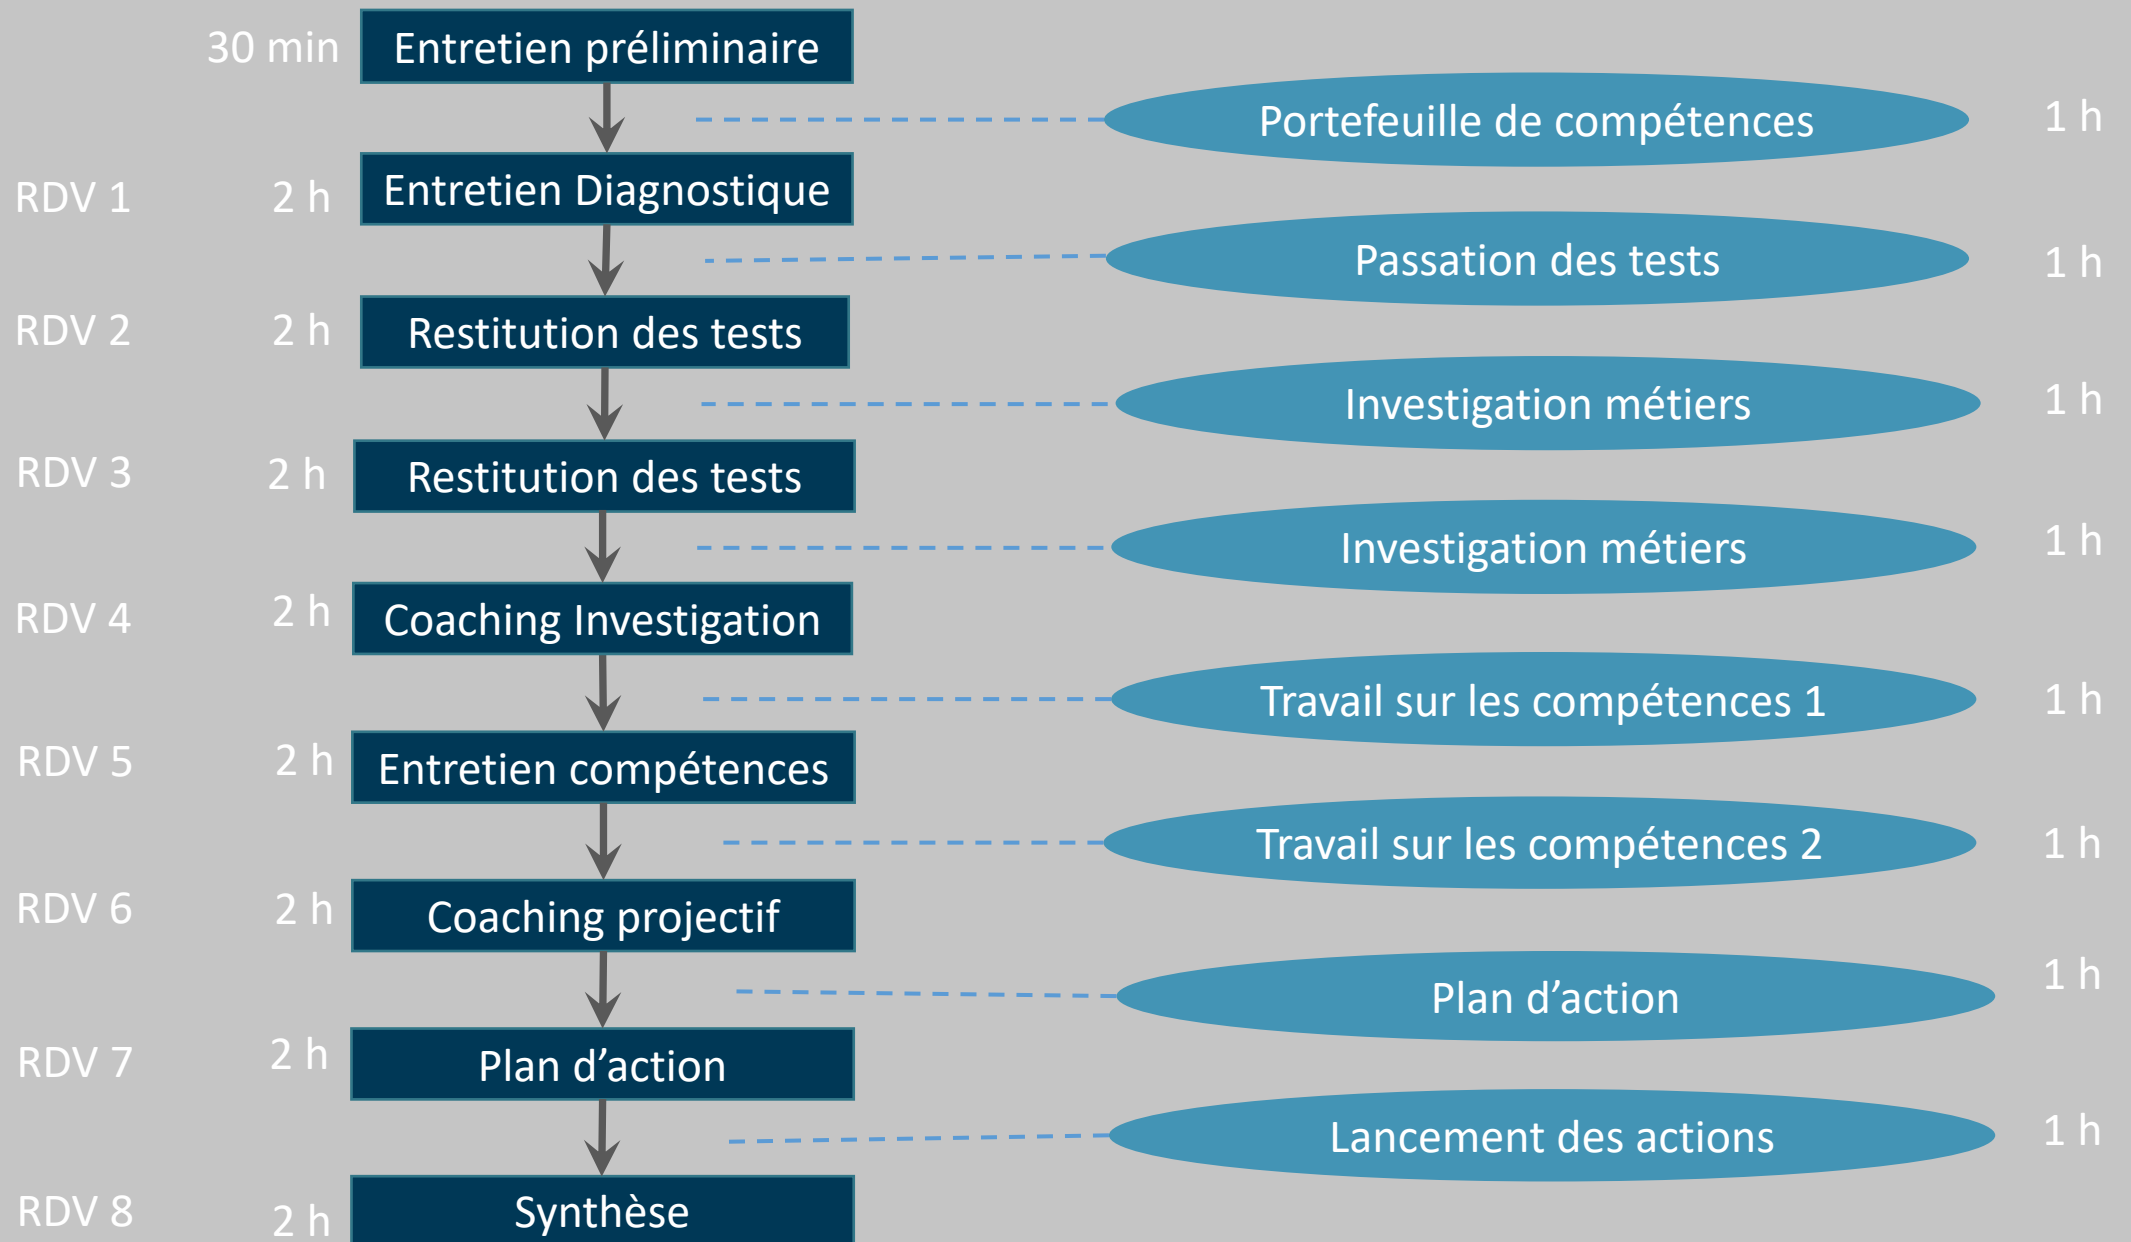 30 min
Entretien préliminaire
Portefeuille de compétences
1 h
RDV 1
2 h
Entretien Diagnostique
Passation des tests
1 h
RDV 2
2 h
Restitution des tests
Investigation métiers
1 h
RDV 3
2 h
Restitution des tests
Investigation métiers
1 h
RDV 4
2 h
Coaching Investigation
Travail sur les compétences 1
1 h
RDV 5
2 h
Entretien compétences
Travail sur les compétences 2
1 h
RDV 6
2 h
Coaching projectif
Plan d’action
1 h
RDV 7
2 h
Plan d’action
Lancement des actions
1 h
RDV 8
2 h
Synthèse